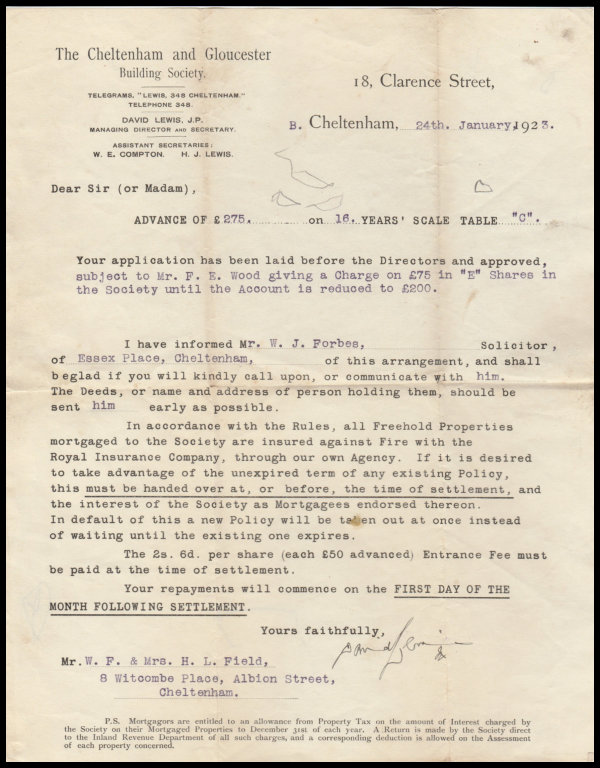 The Cheltenham and Gloucester
Building Society.
TELEGRAMS, "LEWIS, 348 CHELTENHAM."
TELEPHONE 348.
DAVID LEWIS, J.P.
MANAGING DIRECTOR AND SECRETARY.
ASSISTANT SECRETARIES:
W. E. COMPTON. H. J. LEWIS.
18, Clarence Street,
B. Cheltenham, 24th. January, 1923.
Dear Sir (or Madam),
ADVANCE OF £275. on 16. YEARS' SCALE TABLE "C".
Your application has been laid before the Directors and approved,
subject to Mr. F. E. Wood giving a Charge on £75 in "E" Shares in
the Society until the Account is reduced to £200.
I have informed Mr. W. J. Forbes, Solicitor,
of Essex Place, Cheltenham, of this arrangement, and shall
be glad if you will kindly call upon, or communicate with him.
The Deeds, or name and address of person holding them, should be
sent him early as possible.
In accordance with the Rules, all Freehold Properties
mortgaged to the Society are insured against Fire with the
Royal Insurance Company, through our own Agency. If it is desired
to take advantage of the unexpired term of any existing Policy,
this must be handed over at, or before, the time of settlement, and
the interest of the Society as Mortgagees endorsed thereon.
In default of this a new Policy will be taken out at once instead
of waiting until the existing one expires.
The 2s. 6d. per share (each £50 advanced) Entrance Fee must
be paid at the time of settlement.
Your repayments will commence on the FIRST DAY OF THE
MONTH FOLLOWING SETTLEMENT.
Yours faithfully,
David Lewis
Mr. W. F. & Mrs. H. L. Field,
8 Witcombe Place, Albion Street,
Cheltenham.
P.S. Mortgagors are entitled to an allowance from Property Tax on the amount of Interest charged by
the Society on their Mortgaged Properties to December 31st of each year. A Return is made by the Society direct
to the Inland Revenue Department of all such charges, and a corresponding deduction is allowed on the Assessment
of each property concerned.